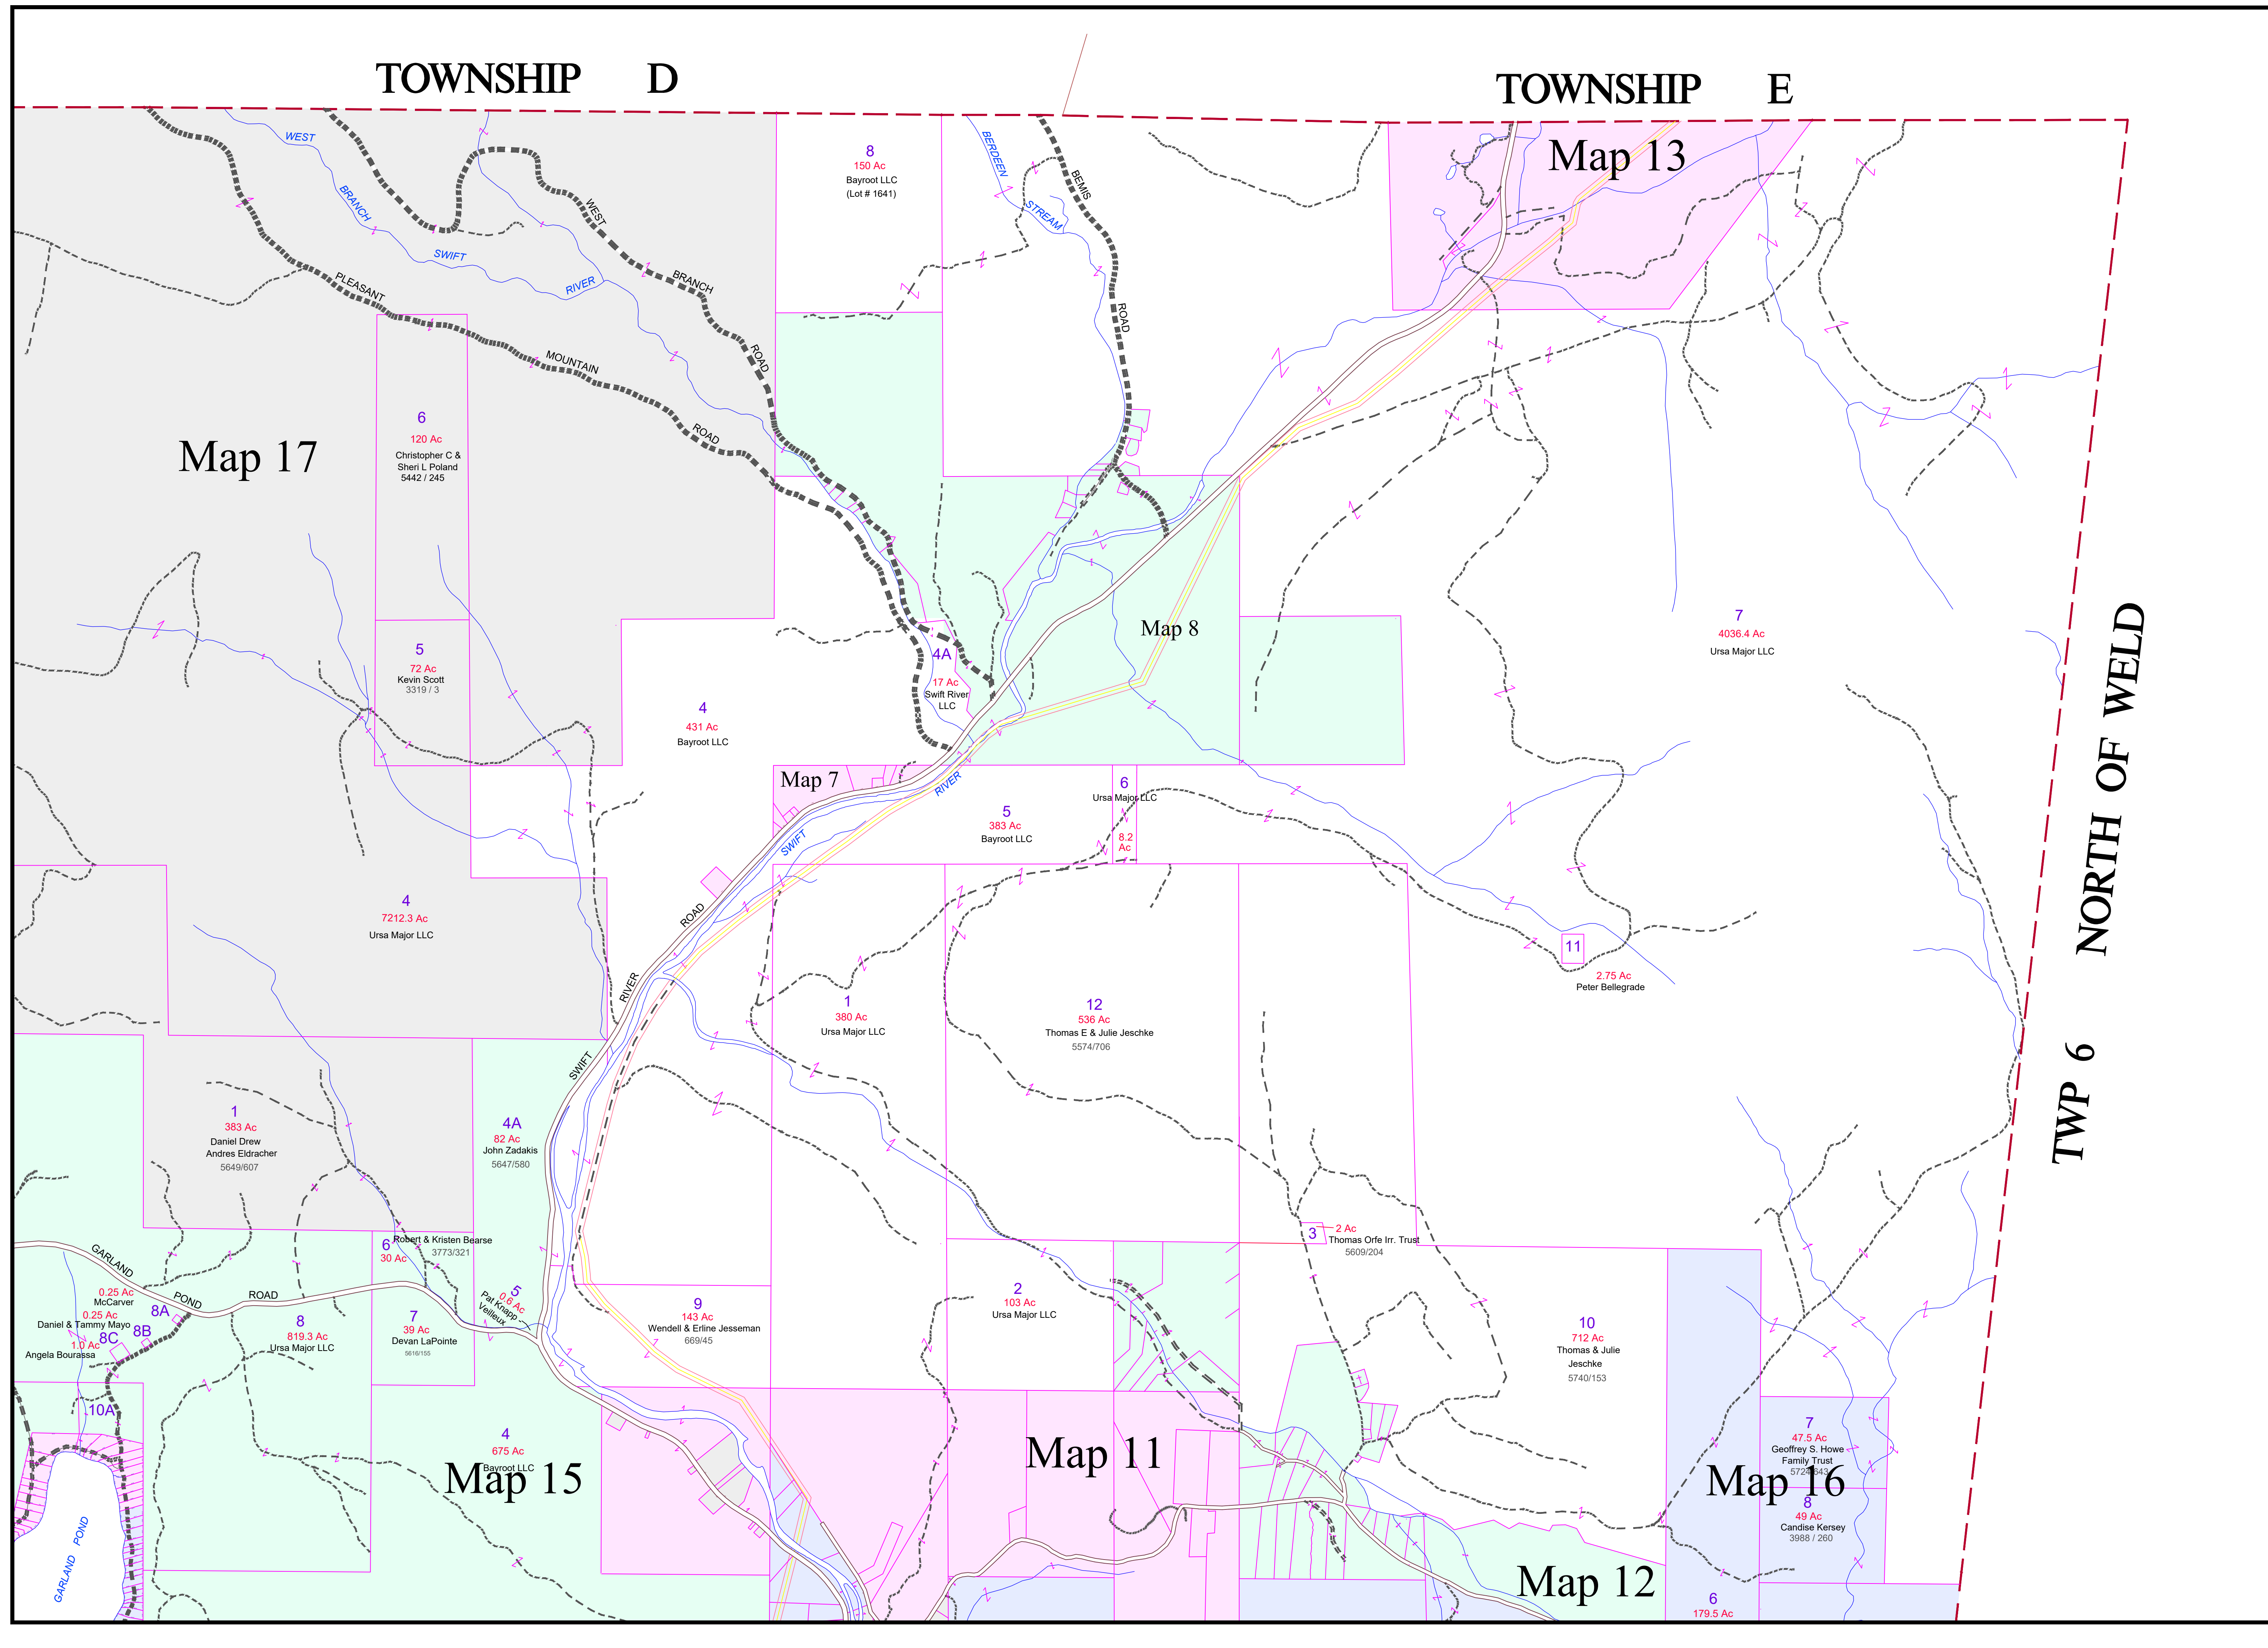 TOWNSHIP D
TOWNSHIP E
WEST
BRANCH
SWIFT
RIVER
WEST
BRANCH
ROAD
PLEASANT
MOUNTAIN
ROAD
8
150 Ac
Bayroot LLC
(Lot # 1641)
BERDEEN
STREAM
BEMIS
ROAD
Map 13
Map 17
6
120 Ac
Christopher C &
Sheri L Poland
5442 / 245
5
72 Ac
Kevin Scott
3319 / 3
4
431 Ac
Bayroot LLC
4A
17 Ac
Swift River
LLC
Map 8
7
4036.4 Ac
Ursa Major LLC
TWP 6 NORTH OF WELD
Map 7
RIVER
SWIFT
5
383 Ac
Bayroot LLC
6
Ursa Major LLC
8.2
Ac
4
7212.3 Ac
Ursa Major LLC
ROAD
RIVER
SWIFT
1
380 Ac
Ursa Major LLC
12
536 Ac
Thomas E & Julie Jeschke
5574/706
11
2.75 Ac
Peter Bellegrade
1
383 Ac
Daniel Drew
Andres Eldracher
5649/607
4A
82 Ac
John Zadakis
5647/580
6
Robert & Kristen Bearse
3773/321
30 Ac
3
2 Ac
Thomas Orfe Irr. Trust
5609/204
GARLAND
POND
ROAD
0.25 Ac
McCarver
0.25 Ac
8A
Daniel & Tammy Mayo
8B
8C
1.0 Ac
Angela Bourassa
8
819.3 Ac
Ursa Major LLC
7
39 Ac
Devan LaPointe
5616/155
5
0.6 Ac
Pat Knapp -
Veilleux
9
143 Ac
Wendell & Erline Jesseman
669/45
2
103 Ac
Ursa Major LLC
10
712 Ac
Thomas & Julie
Jeschke
5740/153
10A
4
675 Ac
Bayroot LLC
Map 15
Map 11
7
47.5 Ac
Geoffrey S. Howe
Family Trust
5724/643
Map 16
8
49 Ac
Candise Kersey
3988 / 260
GARLAND POND
Map 12
6
179.5 Ac